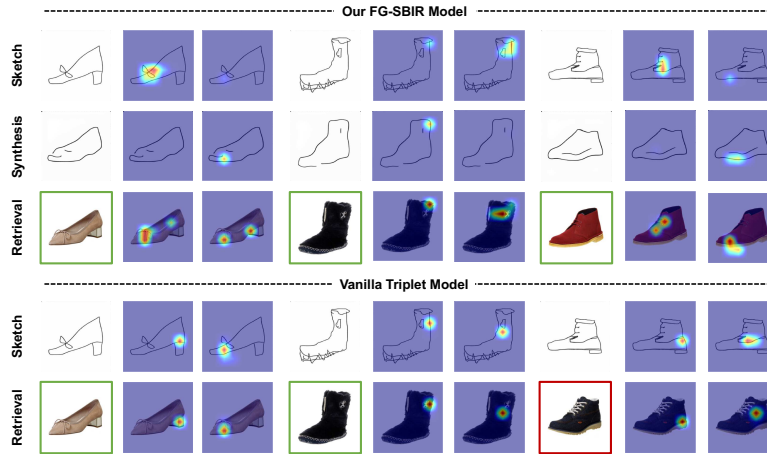 Our FG-SBIR Model
Sketch
Synthesis
Retrieval
Vanilla Triplet Model
Sketch
Retrieval